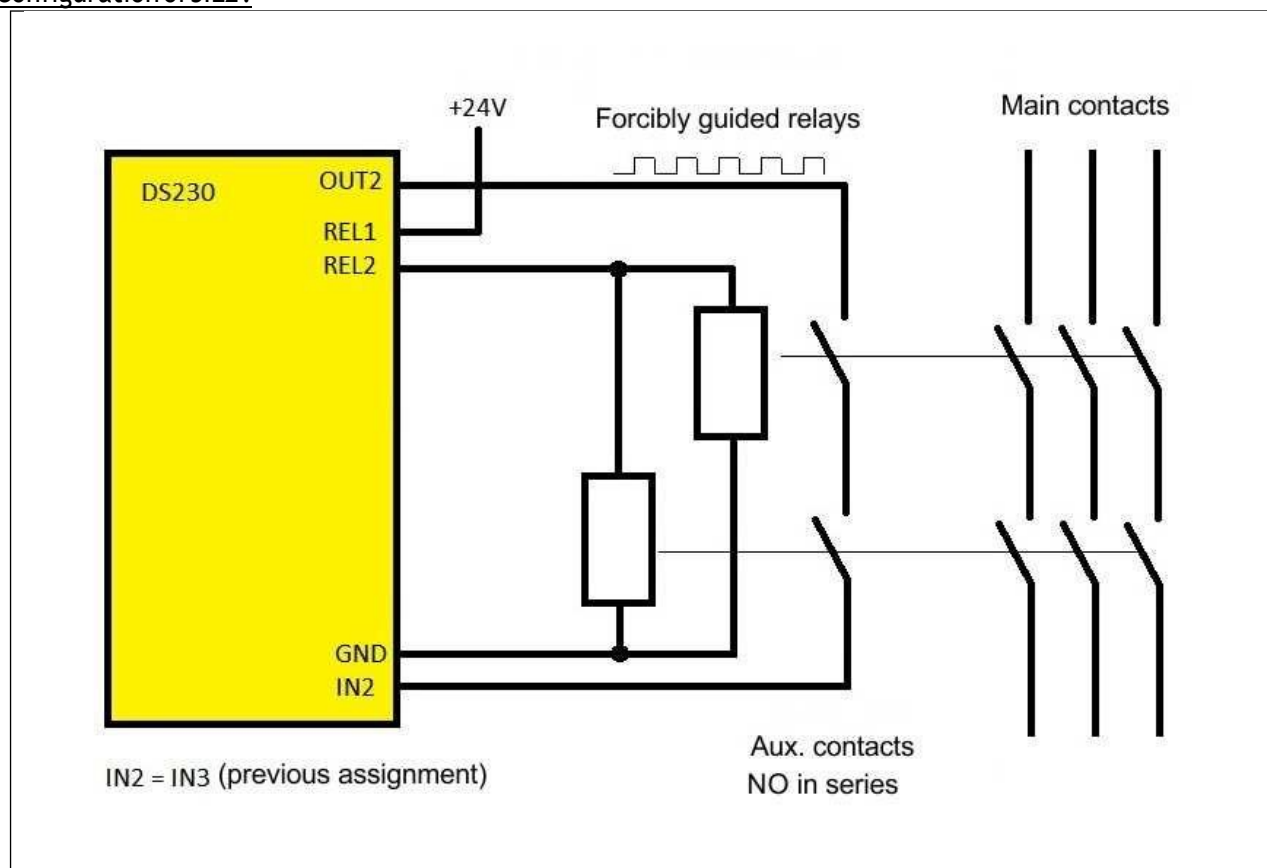 +24V
Forcibly guided relays
Main contacts
DS230
OUT2
REL1
REL2
GND
IN2
Aux. contacts
NO in series
IN2 = IN3 (previous assignment)